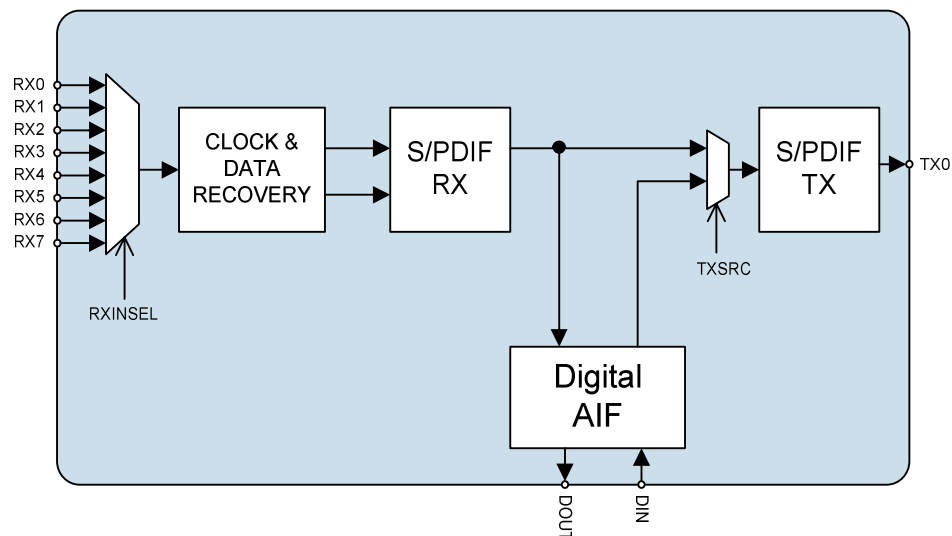 RX0
RX1
RX2
RX3
RX4
RX5
RX6
RX7
RXINSEL
CLOCK &
DATA
RECOVERY
S/PDIF
RX
TXSRC
S/PDIF
TX
TX0
Digital
AIF
DOUT
DIN